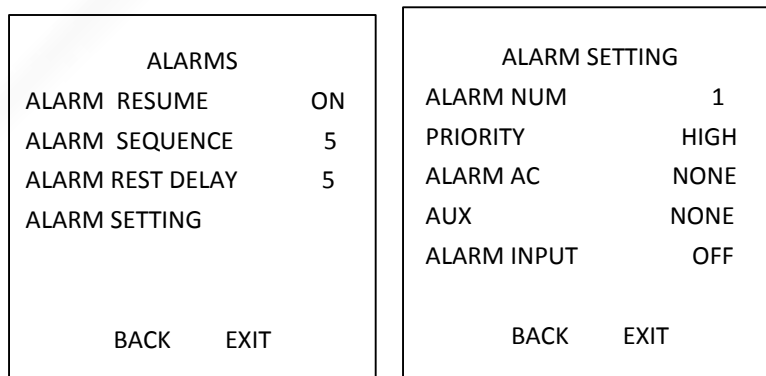 ALARMS
ALARM RESUME ON
ALARM SEQUENCE 5
ALARM REST DELAY 5
ALARM SETTING
BACK EXIT
ALARM SETTING
ALARM NUM 1
PRIORITY HIGH
ALARM AC NONE
AUX NONE
ALARM INPUT OFF
BACK EXIT